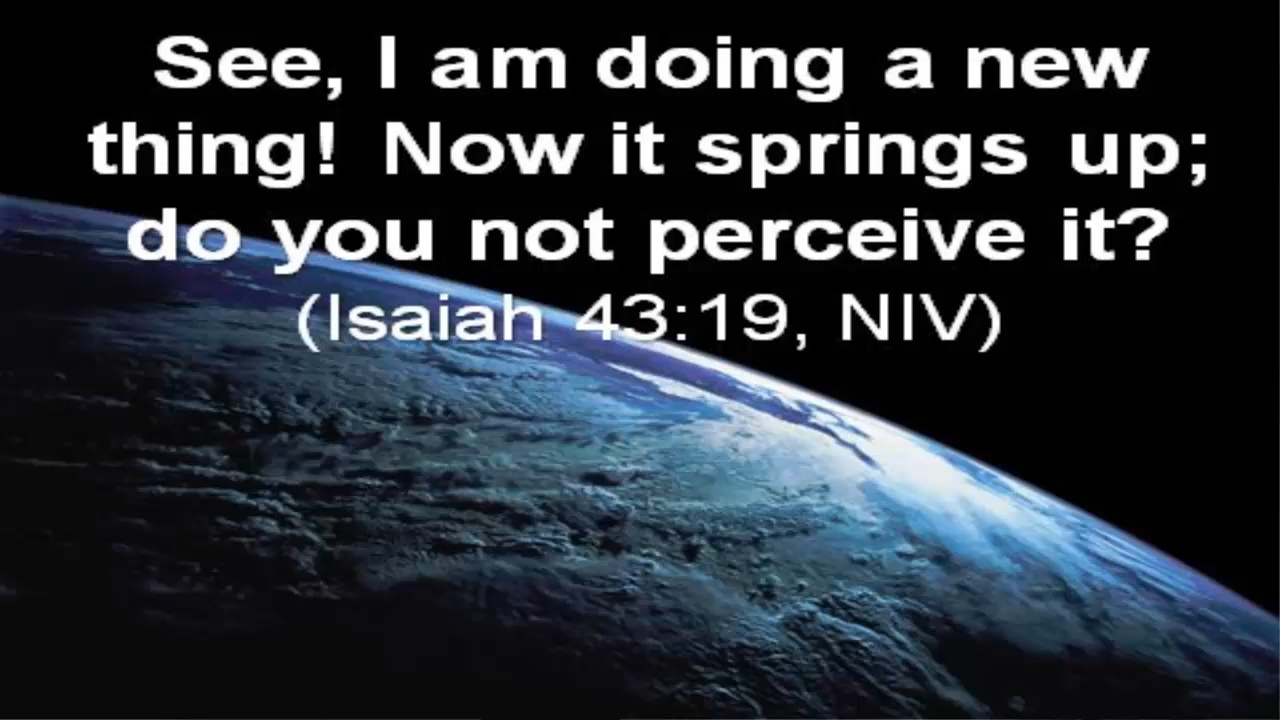 See, I am doing a new
thing! Now it springs up;
do you not perceive it?
(Isaiah 43:19, NIV)